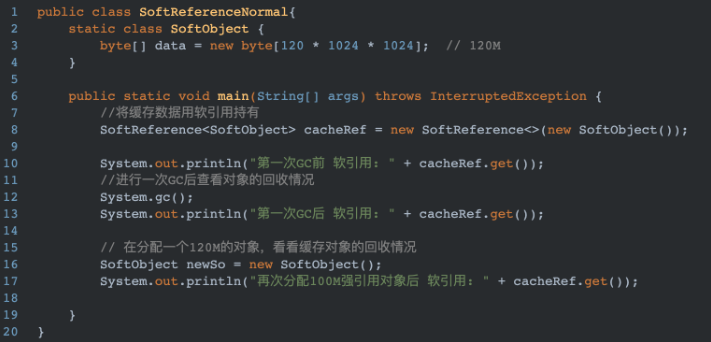 1 public class SoftReferenceNormal{
2     static class SoftObject {
3         byte[] data = new byte[120 * 1024 * 1024];  // 120M
4     }
5
6     public static void main(String[] args) throws InterruptedException {
7         //将缓存数据用软引用持有
8         SoftReference<SoftObject> cacheRef = new SoftReference<>(new SoftObject());
9
10         System.out.println("第一次GC前 软引用: " + cacheRef.get());
11         //进行一次GC后查看对象的回收情况
12         System.gc();
13         System.out.println("第一次GC后 软引用: " + cacheRef.get());
14
15         // 在分配一个120M的对象, 看看缓存对象的回收情况
16         SoftObject newSo = new SoftObject();
17         System.out.println("再次分配100M强引用对象后 软引用: " + cacheRef.get());
18
19     }
20 }